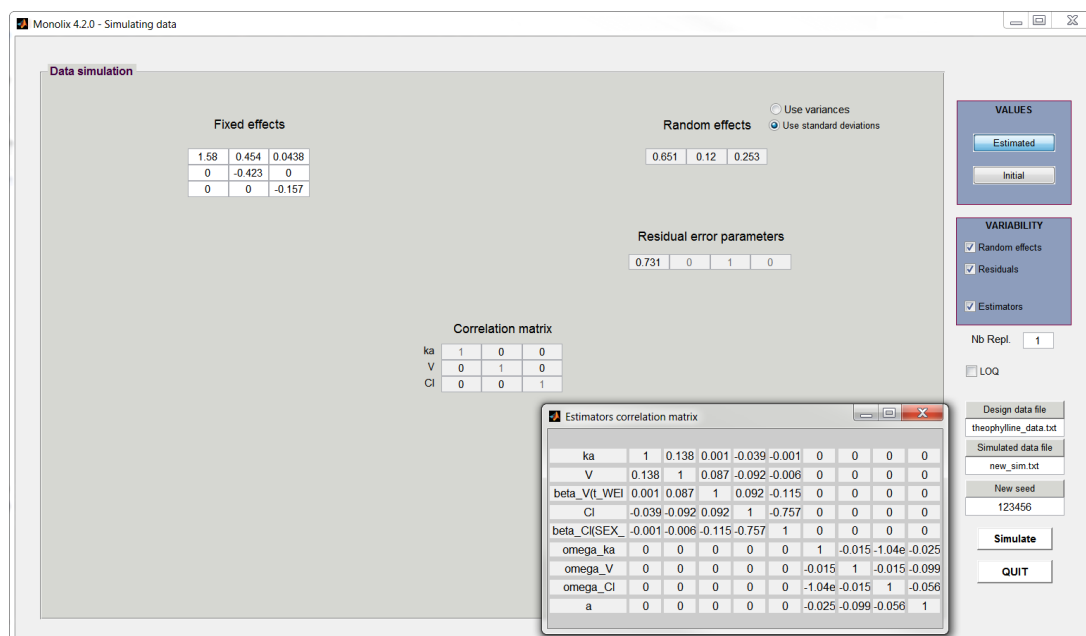 Monolix 4.2.0 - Simulating data
Data simulation
Fixed effects
1.58 0.454 0.0438
0 -0.423 0
0 0 -0.157
Use variances
Random effects Use standard deviations
0.651 0.12 0.253
Residual error parameters
0.731 0 1 0
Correlation matrix
ka 1 0 0
V 0 1 0
Cl 0 0 1
VALUES
Estimated
Initial
VARIABILITY
Random effects
Residuals
Estimators
Nb Repl. 1
LOQ
Design data file
theophylline_data.txt
Simulated data file
new_sim.txt
New seed
123456
Simulate
QUIT
Estimators correlation matrix
ka 1 0.138 0.001 -0.039 -0.001 0 0 0 0
V 0.138 1 0.087 -0.092 -0.006 0 0 0 0
beta_V(t_WEI 0.001 0.087 1 0.092 -0.115 0 0 0 0
Cl -0.039 -0.092 0.092 1 -0.757 0 0 0 0
beta_Cl(SEX_ -0.001 -0.006 -0.115 -0.757 1 0 0 0 0
omega_ka 0 0 0 0 0 1 -0.015 -1.04e -0.025
omega_V 0 0 0 0 0 -0.015 1 -0.015 -0.099
omega_Cl 0 0 0 0 0 -1.04e -0.015 1 -0.056
a 0 0 0 0 0 -0.025 -0.099 -0.056 1